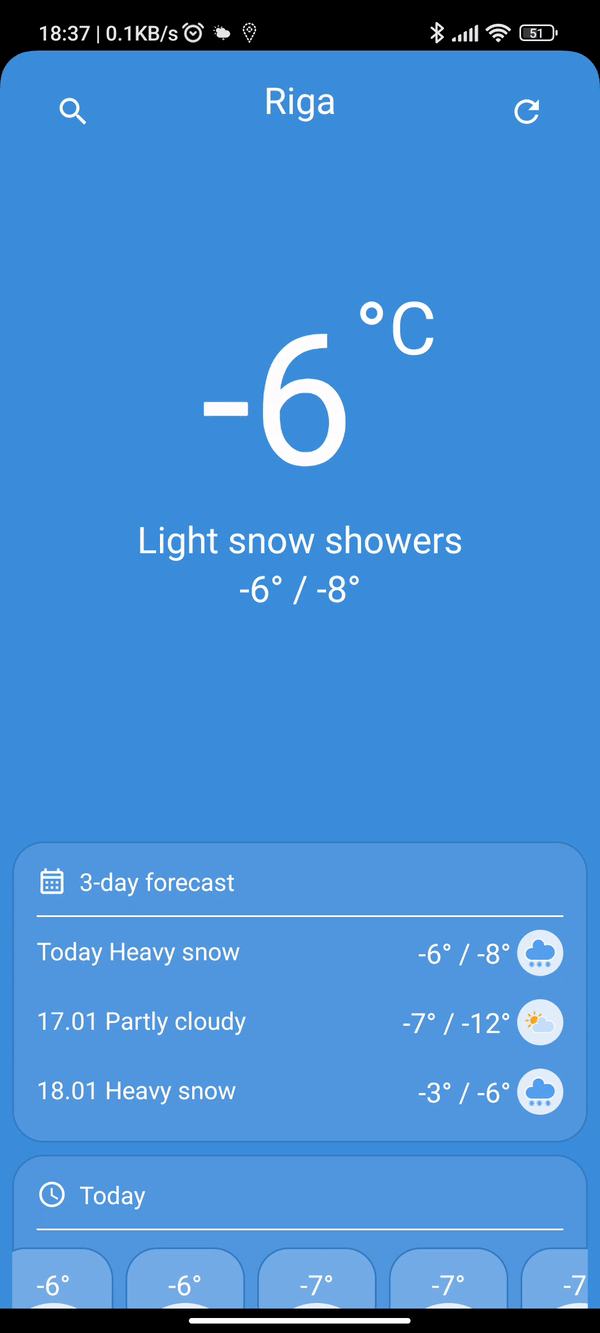 18:37 | 0.1KB/s 51
Riga
-6 °C
Light snow showers
-6° / -8°
3-day forecast
Today Heavy snow -6° / -8°
17.01 Partly cloudy -7° / -12°
18.01 Heavy snow -3° / -6°
Today
-6° -6° -7° -7° -7